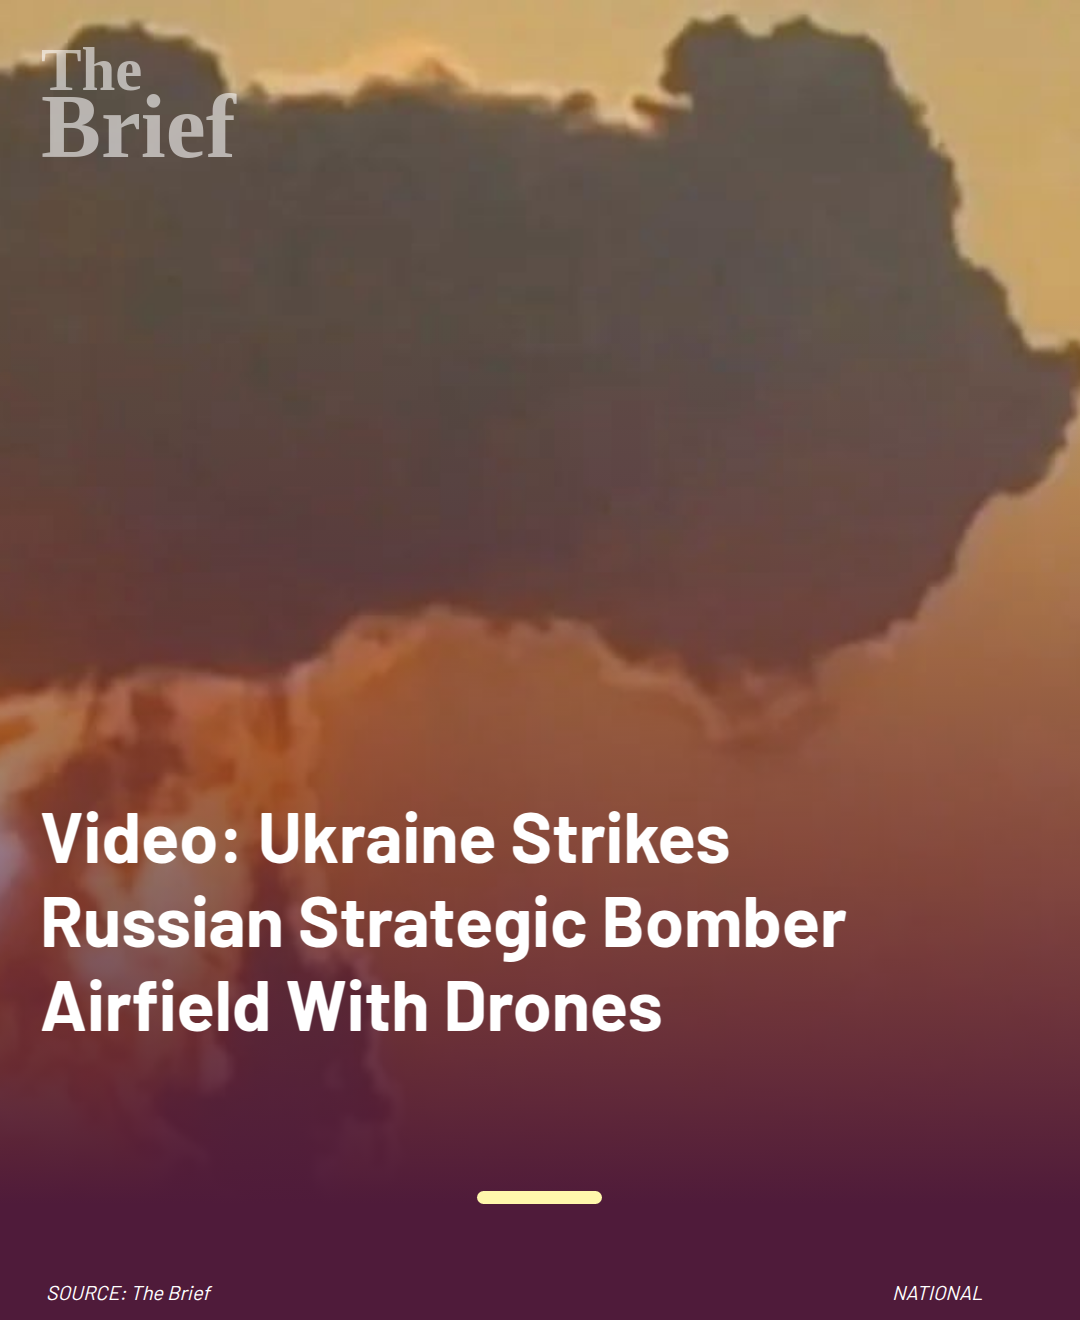 The
Brief
Video: Ukraine Strikes
Russian Strategic Bomber
Airfield With Drones
SOURCE: The Brief
NATIONAL